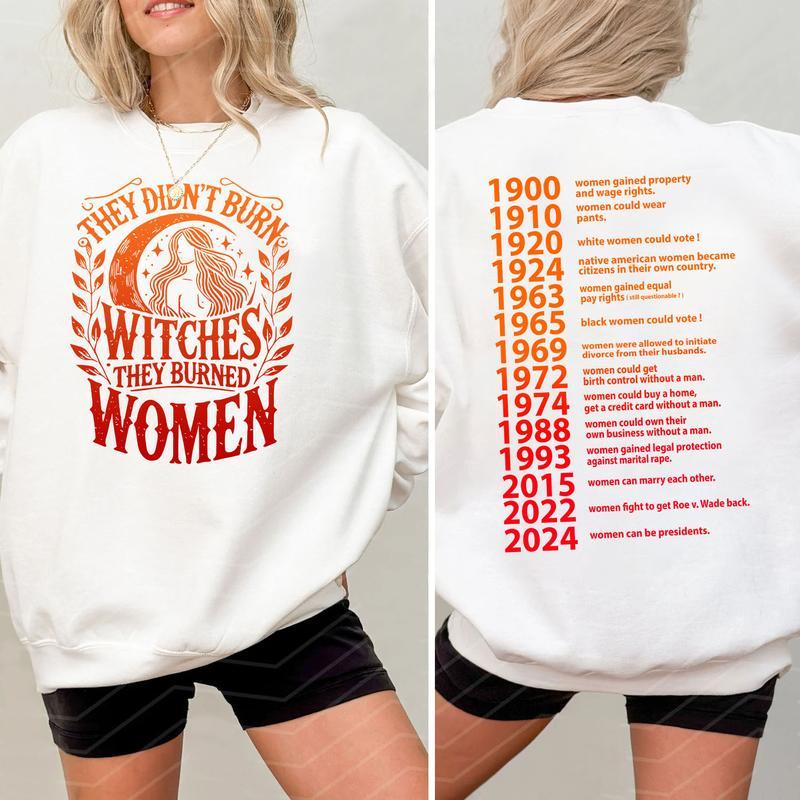 THEY DIDN'T BURN
WITCHES
THEY BURNED
WOMEN
1900 women gained property
and wage rights.
1910 women could wear
pants.
1920 white women could vote !
1924 native american women became
citizens in their own country.
1963 women gained equal
pay rights ( still questionable ? )
1965 black women could vote !
1969 women were allowed to initiate
divorce from their husbands.
1972 women could get
birth control without a man.
1974 women could buy a home,
get a credit card without a man.
1988 women could own their
own business without a man.
1993 women gained legal protection
against marital rape.
2015 women can marry each other.
2022 women fight to get Roe v. Wade back.
2024 women can be presidents.